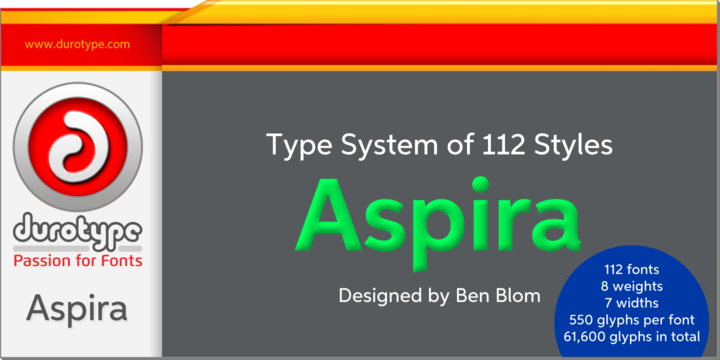 www.durotype.com
durotype
Passion for Fonts
Aspira
Type System of 112 Styles
Aspira
Designed by Ben Blom
112 fonts
8 weights
7 widths
550 glyphs per font
61,600 glyphs in total